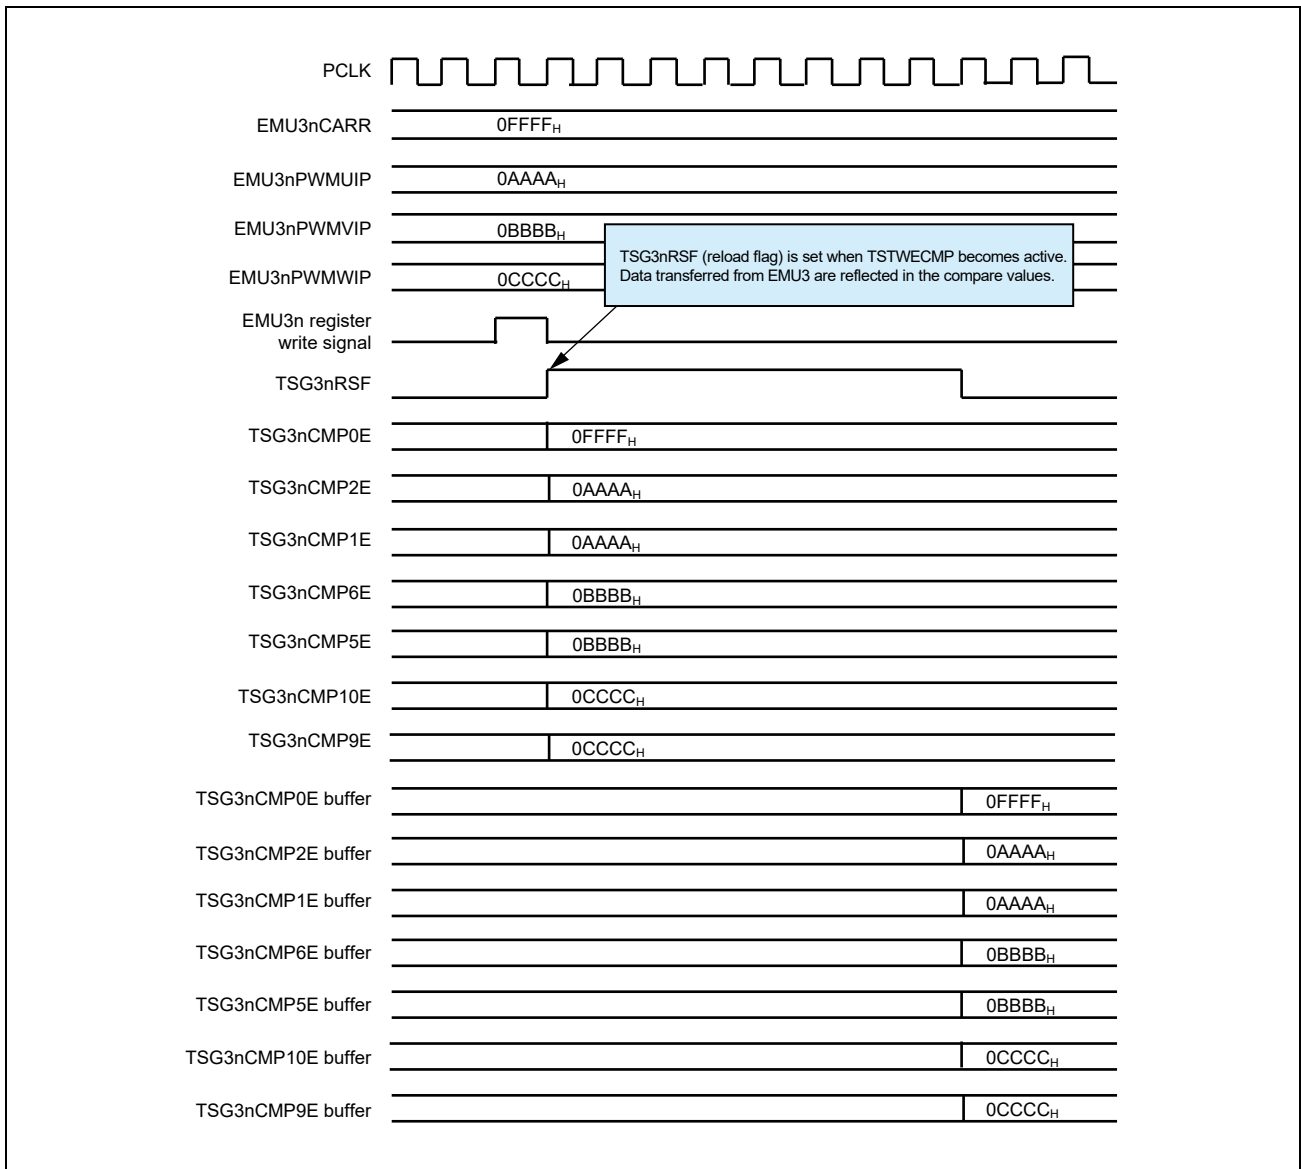 PCLK
EMU3nCARR 0FFFFH
EMU3nPWMUIP 0AAAAH
EMU3nPWMVIP 0BBBBH
TSG3nRSF (reload flag) is set when TSTWECMP becomes active.
Data transferred from EMU3 are reflected in the compare values.
EMU3nPWMWIP 0CCCCH
EMU3n register
write signal
TSG3nRSF
TSG3nCMP0E 0FFFFH
TSG3nCMP2E 0AAAAH
TSG3nCMP1E 0AAAAH
TSG3nCMP6E 0BBBBH
TSG3nCMP5E 0BBBBH
TSG3nCMP10E 0CCCCH
TSG3nCMP9E 0CCCCH
TSG3nCMP0E buffer 0FFFFH
TSG3nCMP2E buffer 0AAAAH
TSG3nCMP1E buffer 0AAAAH
TSG3nCMP6E buffer 0BBBBH
TSG3nCMP5E buffer 0BBBBH
TSG3nCMP10E buffer 0CCCCH
TSG3nCMP9E buffer 0CCCCH